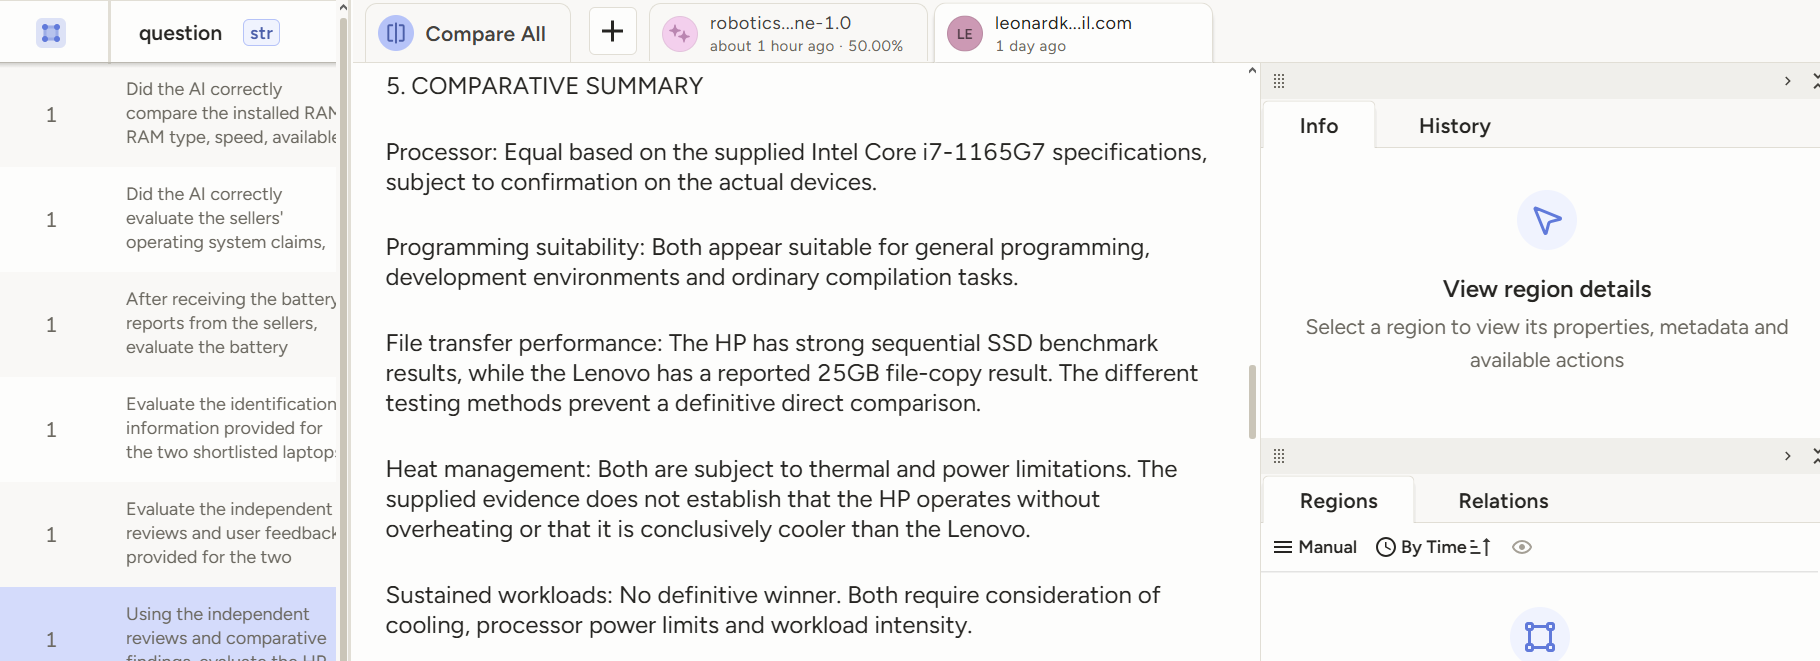 question str
1
Did the AI correctly
compare the installed RAM
RAM type, speed, available
1
Did the AI correctly
evaluate the sellers'
operating system claims,
1
After receiving the battery
reports from the sellers,
evaluate the battery
1
Evaluate the identification
information provided for
the two shortlisted laptops
1
Evaluate the independent
reviews and user feedback
provided for the two
1
Using the independent
reviews and comparative
findings, evaluate the HP
Compare All
+
robotics...ne-1.0
about 1 hour ago · 50.00%
LE
leonardk...il.com
1 day ago
5. COMPARATIVE SUMMARY
Processor: Equal based on the supplied Intel Core i7-1165G7 specifications,
subject to confirmation on the actual devices.
Programming suitability: Both appear suitable for general programming,
development environments and ordinary compilation tasks.
File transfer performance: The HP has strong sequential SSD benchmark
results, while the Lenovo has a reported 25GB file-copy result. The different
testing methods prevent a definitive direct comparison.
Heat management: Both are subject to thermal and power limitations. The
supplied evidence does not establish that the HP operates without
overheating or that it is conclusively cooler than the Lenovo.
Sustained workloads: No definitive winner. Both require consideration of
cooling, processor power limits and workload intensity.
Info History
View region details
Select a region to view its properties, metadata and
available actions
Regions Relations
Manual By Time